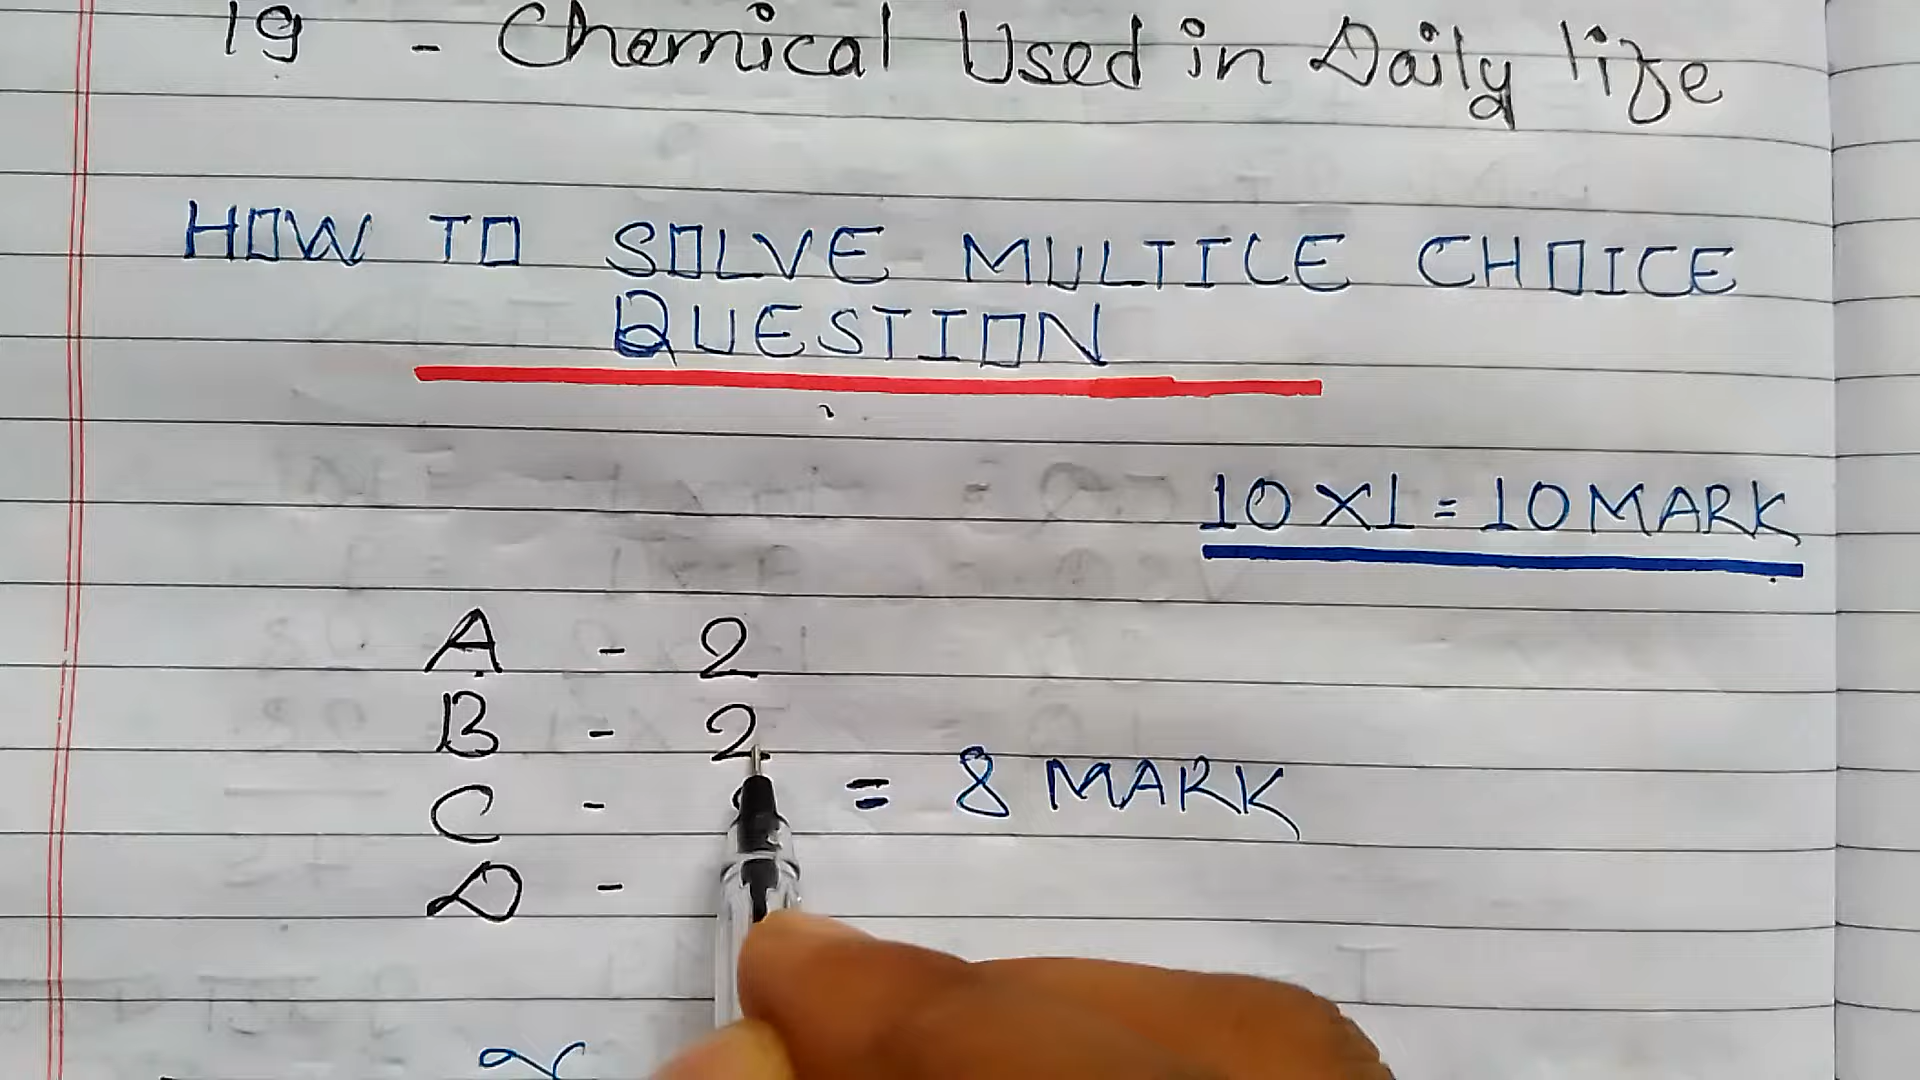 19 - Chemical Used in Daily life
HOW TO SOLVE MULTICE CHOICE
QUESTION
10 X 1 = 10 MARK
A - 2
B - 2
C - = 8 MARK
D -